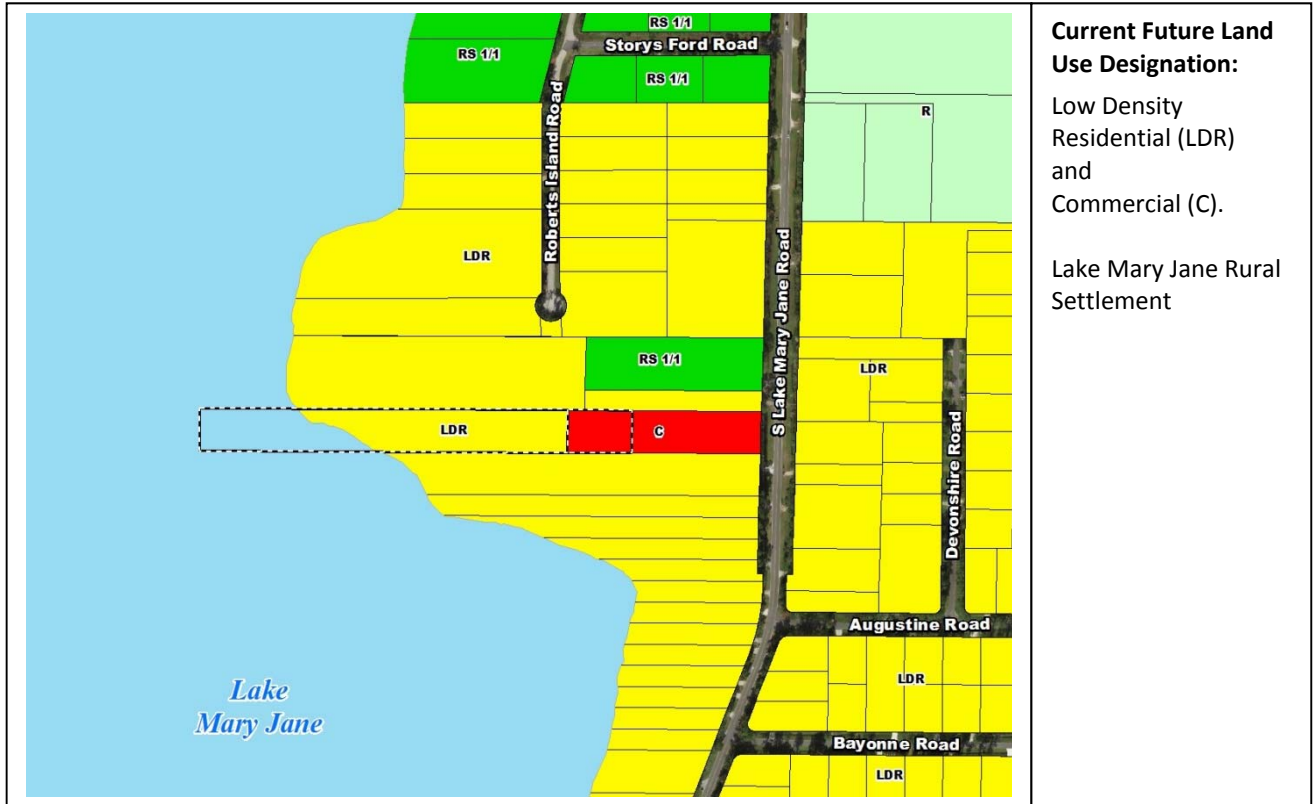 RS 1/1
Storys Ford Road
RS 1/1
RS 1/1
R
Roberts Island Road
LDR
S Lake Mary Jane Road
RS 1/1
LDR
LDR
C
Devonshire Road
Augustine Road
LDR
Lake
Mary Jane
Bayonne Road
LDR
Current Future Land
Use Designation:
Low Density
Residential (LDR)
and
Commercial (C).
Lake Mary Jane Rural
Settlement